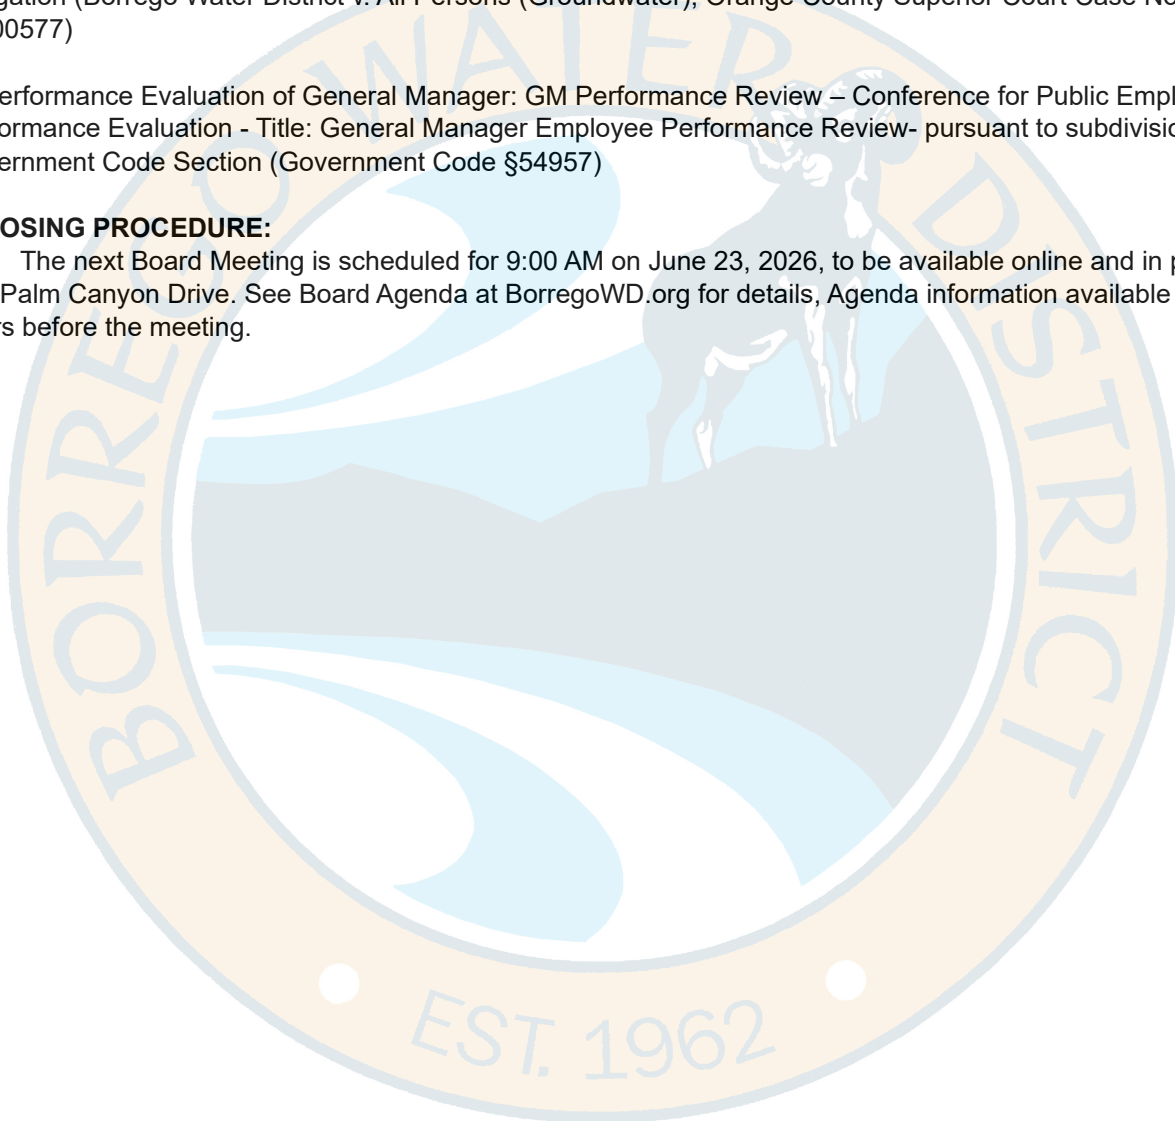 gation (Borrego Water District v. All Persons (Groundwater), Orange County Superior Court Case No
00577)
erformance Evaluation of General Manager: GM Performance Review – Conference for Public Empl
ormance Evaluation - Title: General Manager Employee Performance Review- pursuant to subdivisio
ernment Code Section (Government Code §54957)
OSING PROCEDURE:
The next Board Meeting is scheduled for 9:00 AM on June 23, 2026, to be available online and in p
Palm Canyon Drive. See Board Agenda at BorregoWD.org for details, Agenda information available
rs before the meeting.
BORREGO WATER DISTRICT
EST. 1962